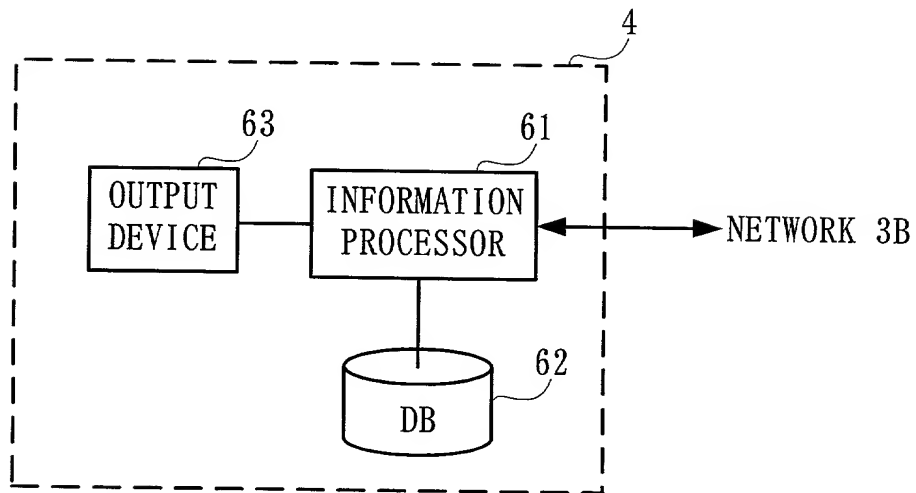 4
63
61
OUTPUT
DEVICE
INFORMATION
PROCESSOR
NETWORK 3B
62
DB